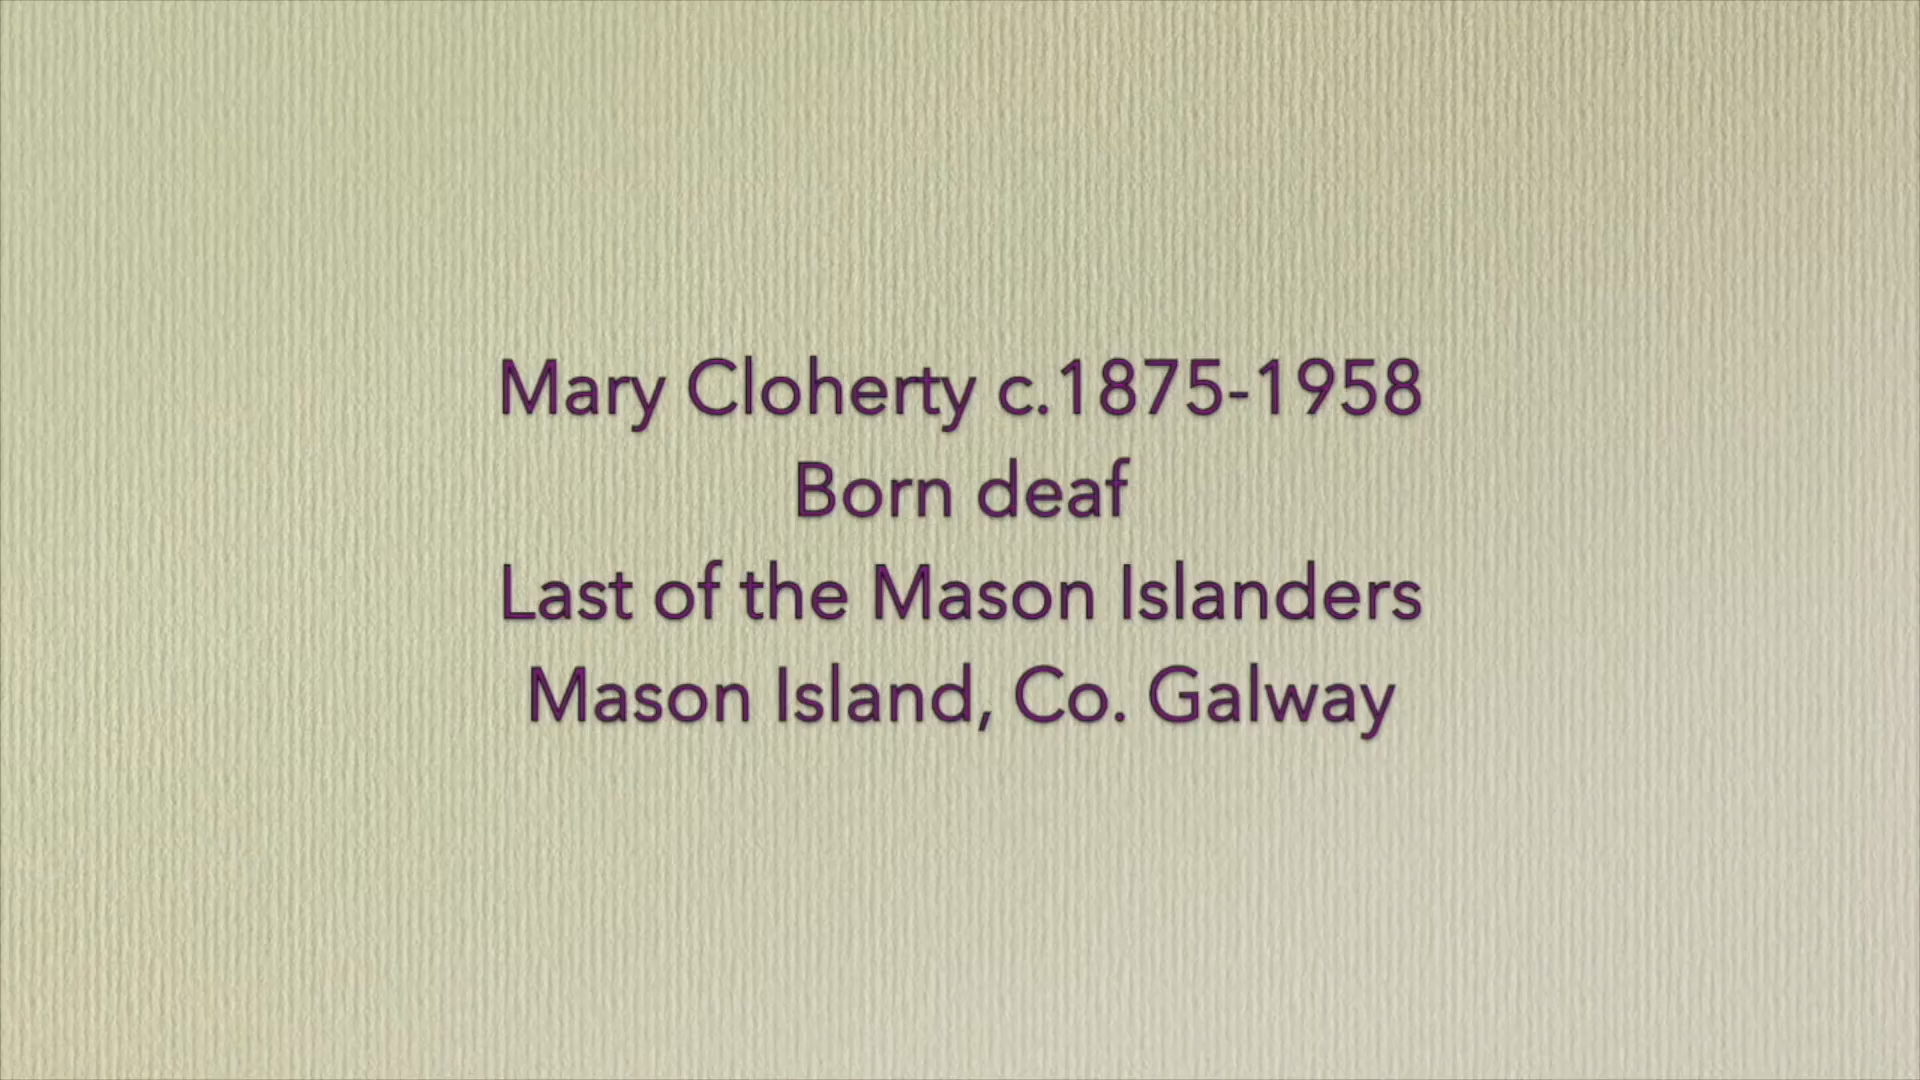 Mary Cloherty c.1875-1958
Born deaf
Last of the Mason Islanders
Mason Island, Co. Galway